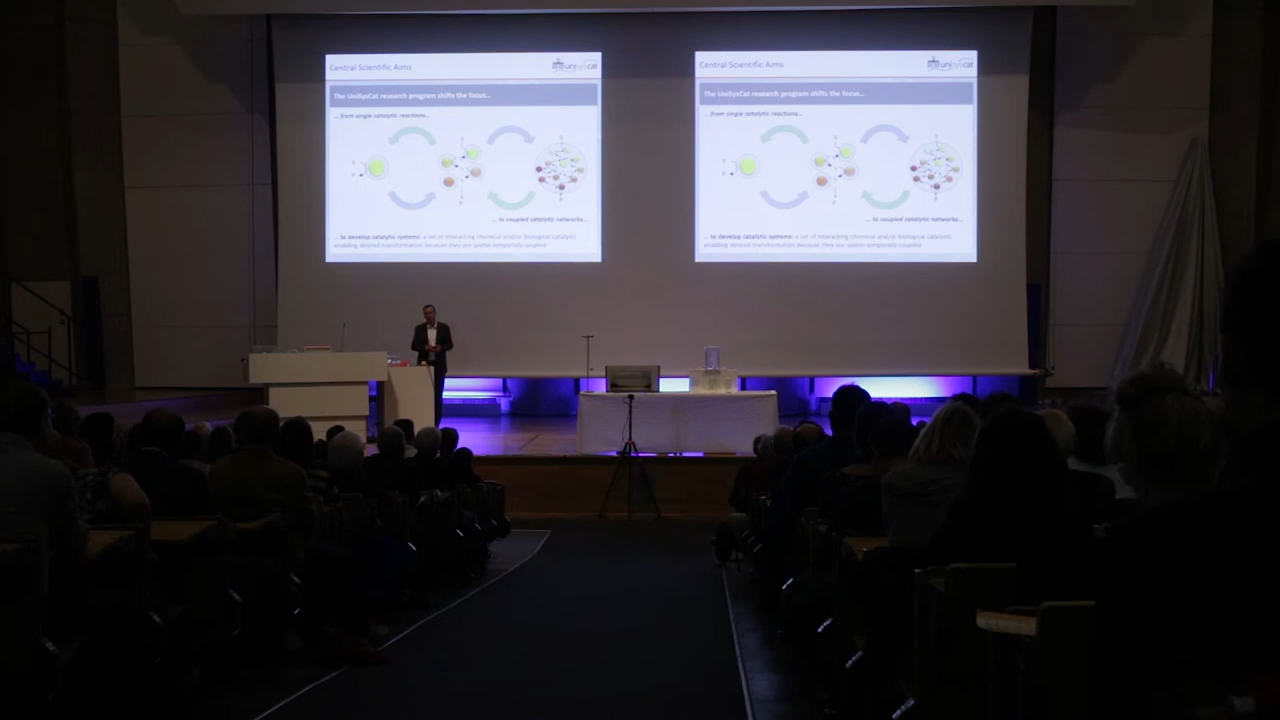 Central Scientific Aims
unisyscat
The UniSysCat research program shifts the focus...
... from single catalytic reactions...
... to coupled catalytic networks...
... to develop catalytic systems: a set of interacting chemical and/or biological catalysts
enabling desired transformation because they are spatio-temporally coupled
Central Scientific Aims
unisyscat
The UniSysCat research program shifts the focus...
... from single catalytic reactions...
... to coupled catalytic networks...
... to develop catalytic systems: a set of interacting chemical and/or biological catalysts
enabling desired transformation because they are spatio-temporally coupled